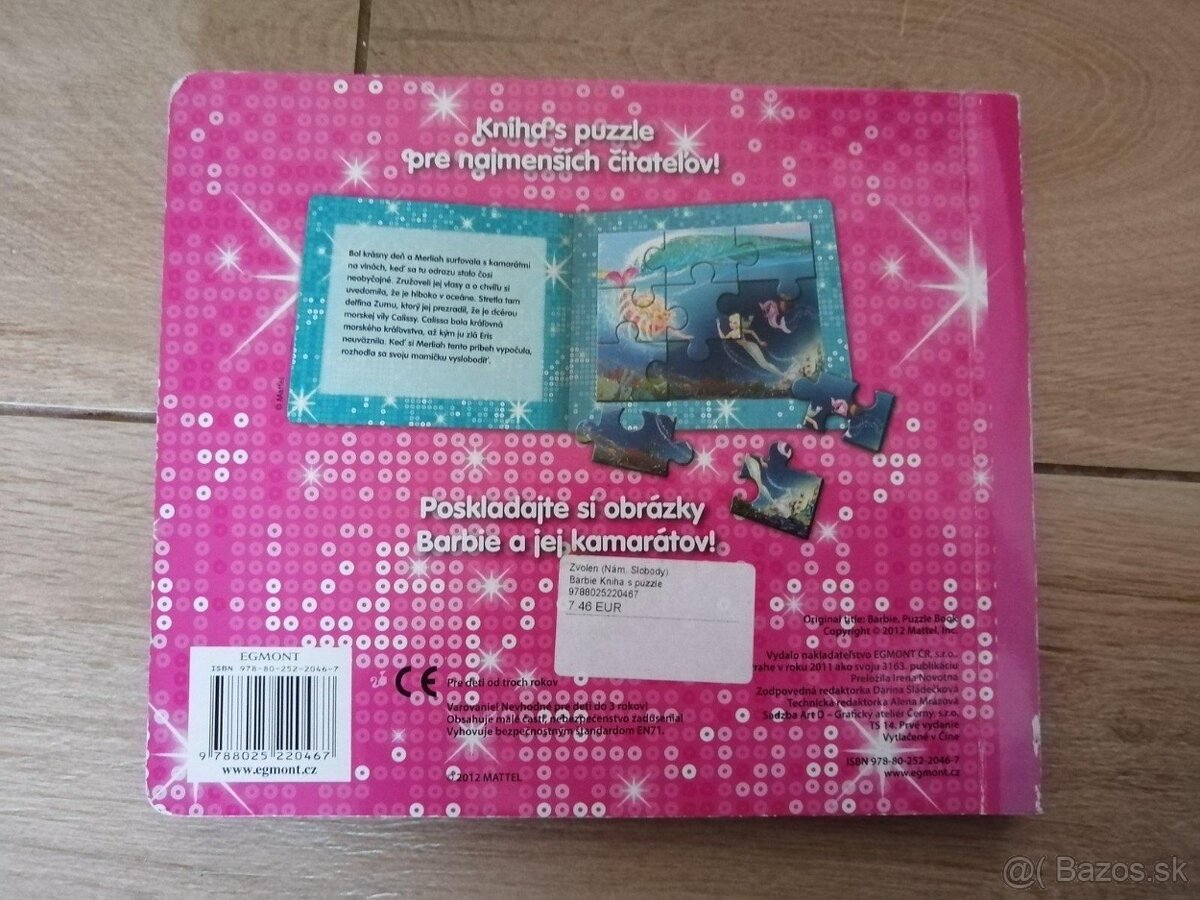 Kniha s puzzle
pre najmenších čitateľov!
Bol krásny deň a Merliah surfovala s kamarátmi
na vlnách, keď sa tu odrazu stalo čosi
neobyčajné. Zružoveli jej vlasy a o chvíľu si
uvedomila, že je hlboko v oceáne. Stretla tam
delfína Zumu, ktorý jej prezradil, že je dcérou
morskej víly Calissy. Calissa bola kráľovná
morského kráľovstva, až kým ju zlá Eris
neuväznila. Keď si Merliah tento príbeh vypočula,
rozhodla sa svoju mamičku vyslobodiť.
© Mattel
Poskladajte si obrázky
Barbie a jej kamarátov!
Zvolen (Nám. Slobody)
Barbie Kniha s puzzle
9788025220467
7.46 EUR
Original title: Barbie, Puzzle Book
Copyright © 2012 Mattel, Inc.
Vydalo nakladateľstvo EGMONT ČR, s.r.o.,
Prahe v roku 2011 ako svoju 3163. publikáciu
Preložila Irena Novotná
Zodpovedná redaktorka Darina Sládečková
Technická redaktorka Alena Mrázová
Sadzba Art D – Grafický ateliér Černý, s.r.o.
TS 14. Prvé vydanie
Vytlačené v Číne
ISBN 978-80-252-2046-7
www.egmont.cz
EGMONT
ISBN 978-80-252-2046-7
9 788025 220467
www.egmont.cz
CE
Pre deti od troch rokov
Varovanie! Nevhodné pre deti do 3 rokov!
Obsahuje malé časti, nebezpečenstvo zadusenia!
Vyhovuje bezpečnostným štandardom EN71.
© 2012 MATTEL
@( Bazos.sk